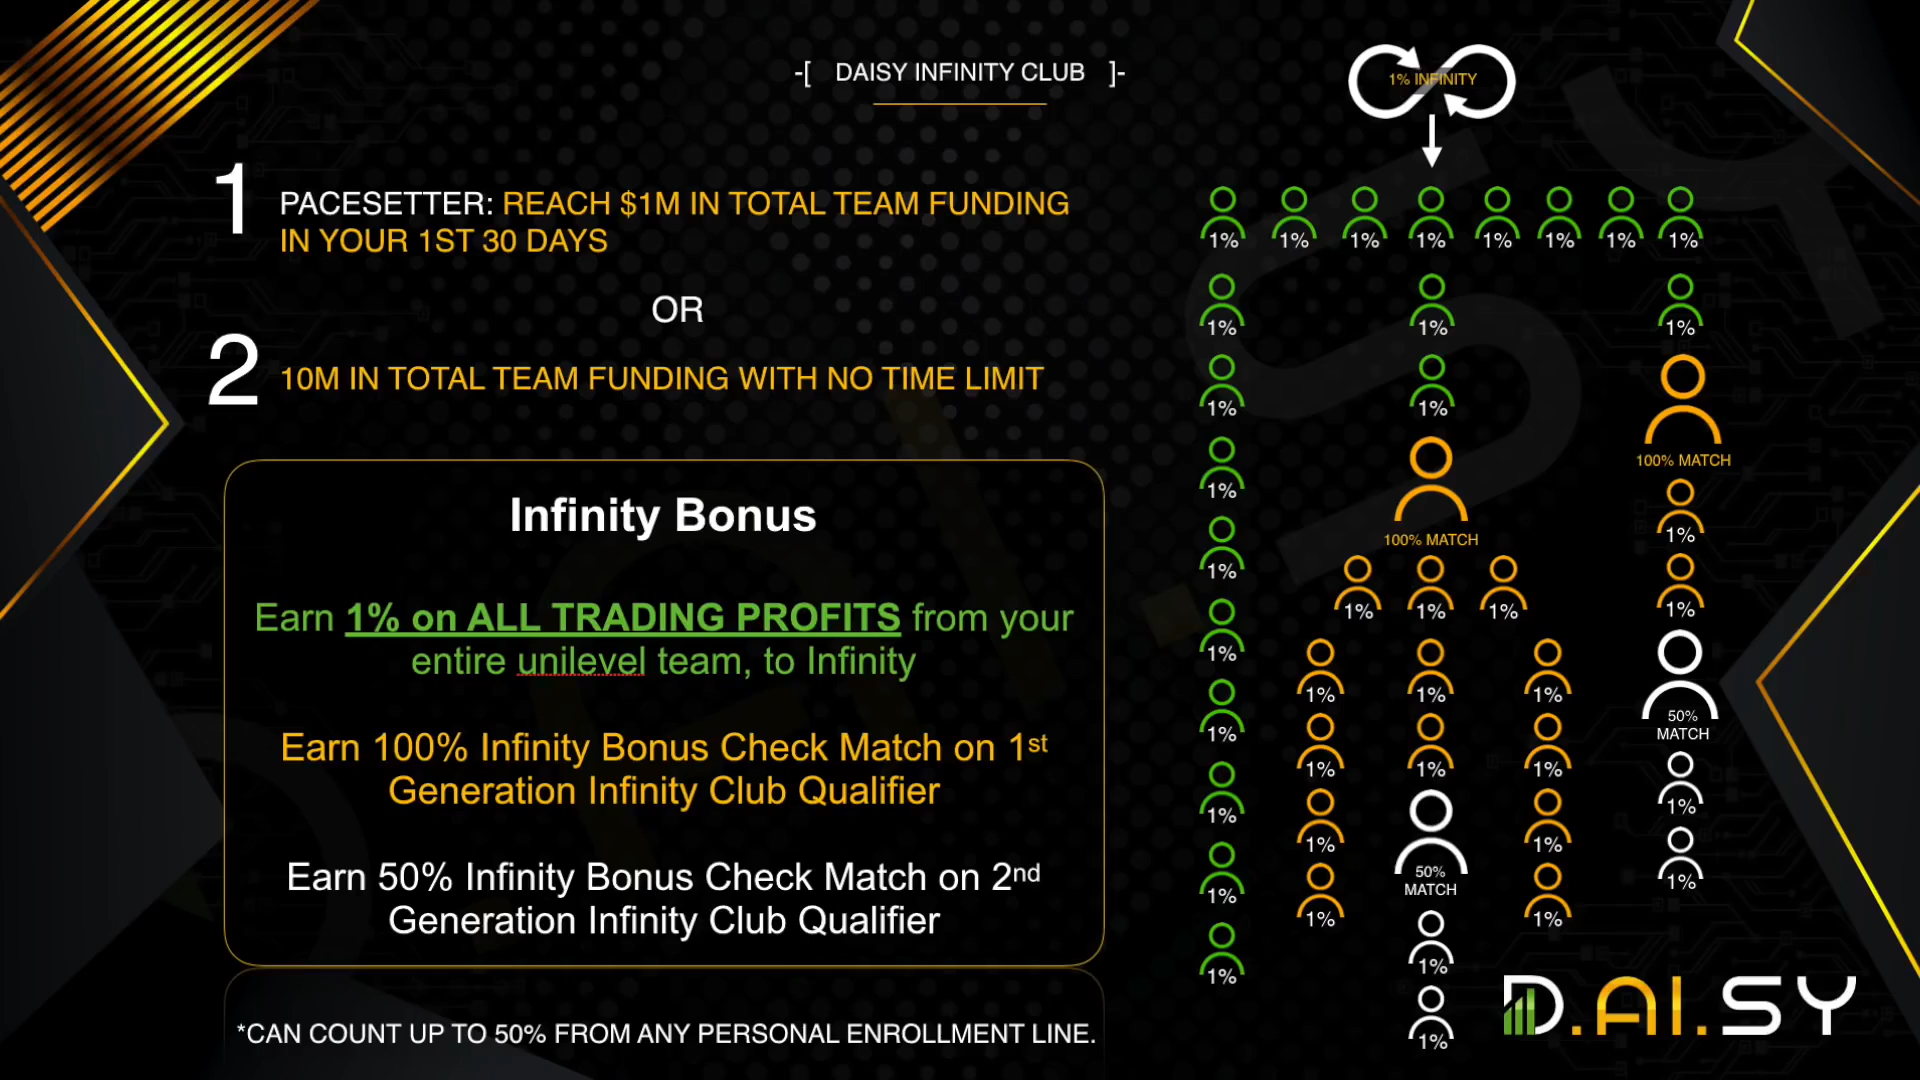 -[ DAISY INFINITY CLUB ]-
1% INFINITY
1
PACESETTER: REACH $1M IN TOTAL TEAM FUNDING
IN YOUR 1ST 30 DAYS
OR
2
10M IN TOTAL TEAM FUNDING WITH NO TIME LIMIT
Infinity Bonus
Earn 1% on ALL TRADING PROFITS from your
entire unilevel team, to Infinity
Earn 100% Infinity Bonus Check Match on 1st
Generation Infinity Club Qualifier
Earn 50% Infinity Bonus Check Match on 2nd
Generation Infinity Club Qualifier
*CAN COUNT UP TO 50% FROM ANY PERSONAL ENROLLMENT LINE.
1% 1% 1% 1% 1% 1% 1% 1%
1% 1% 1%
1% 1%
100% MATCH
1%
1%
100% MATCH
1%
1%
1% 1% 1%
1%
1%
1% 1% 1%
50%
MATCH
1%
1% 1% 1%
1%
1%
1% 1%
50%
MATCH
1%
1%
1% 1%
1%
1%
1%
D.AI.SY